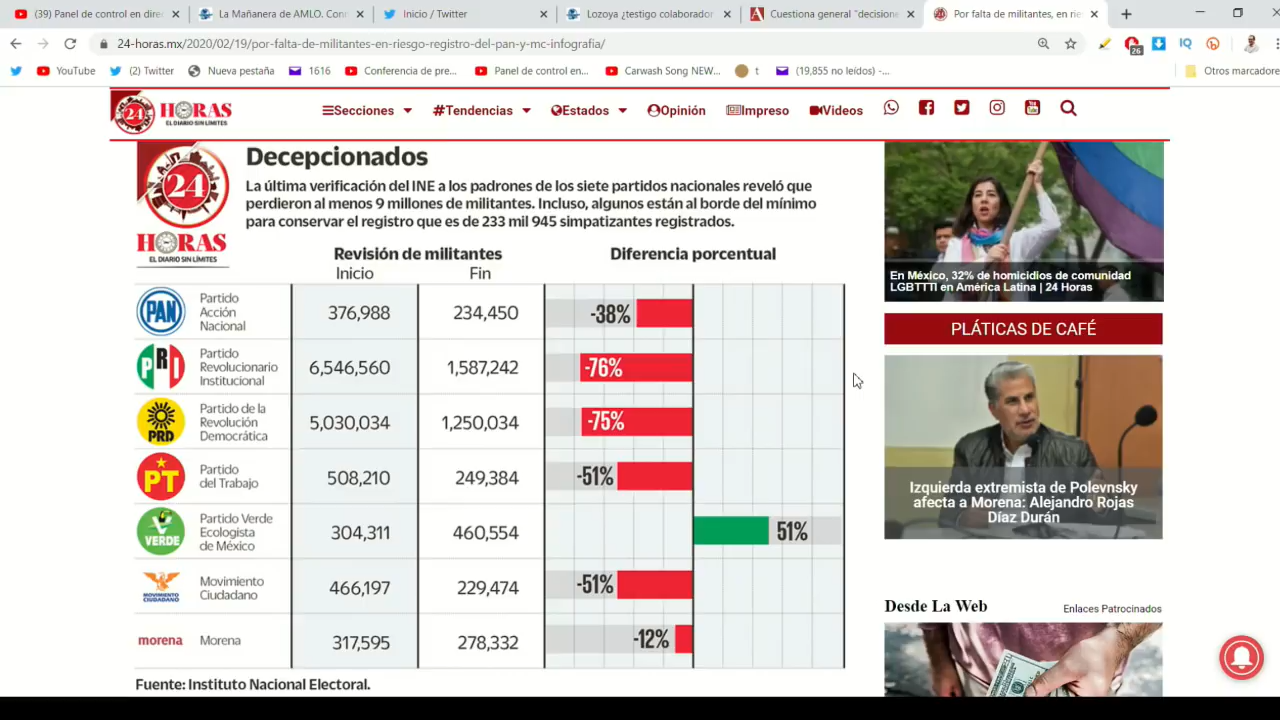 (39) Panel de control en direc
La Mañanera de AMLO. Conf
Inicio / Twitter
Lozoya ¿testigo colaborador
Cuestiona general "decisione
Por falta de militantes, en rie
24-horas.mx/2020/02/19/por-falta-de-militantes-en-riesgo-registro-del-pan-y-mc-infografia/
26
YouTube
(2) Twitter
Nueva pestaña
1616
Conferencia de pre...
Panel de control en...
Carwash Song NEW...
t
(19,855 no leídos) -...
Otros marcadore
24 HORAS
EL DIARIO SIN LÍMITES
Secciones
#Tendencias
Estados
Opinión
Impreso
Videos
24
HORAS
EL DIARIO SIN LÍMITES
Decepcionados
La última verificación del INE a los padrones de los siete partidos nacionales reveló que
perdieron al menos 9 millones de militantes. Incluso, algunos están al borde del mínimo
para conservar el registro que es de 233 mil 945 simpatizantes registrados.
Revisión de militantes
Diferencia porcentual
Inicio
Fin
PAN
Partido
Acción
Nacional
376,988
234,450
-38%
PRI
Partido
Revolucionario
Institucional
6,546,560
1,587,242
-76%
PRD
Partido de la
Revolución
Democrática
5,030,034
1,250,034
-75%
PT
Partido
del Trabajo
508,210
249,384
-51%
VERDE
Partido Verde
Ecologista
de México
304,311
460,554
51%
MOVIMIENTO
CIUDADANO
Movimiento
Ciudadano
466,197
229,474
-51%
morena
Morena
317,595
278,332
-12%
Fuente: Instituto Nacional Electoral.
En México, 32% de homicidios de comunidad
LGBTTTI en América Latina | 24 Horas
PLÁTICAS DE CAFÉ
Izquierda extremista de Polevnsky
afecta a Morena: Alejandro Rojas
Díaz Durán
Desde La Web
Enlaces Patrocinados